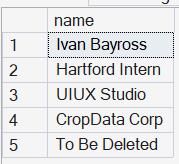 name
1 Ivan Bayross
2 Hartford Intern
3 UIUX Studio
4 CropData Corp
5 To Be Deleted